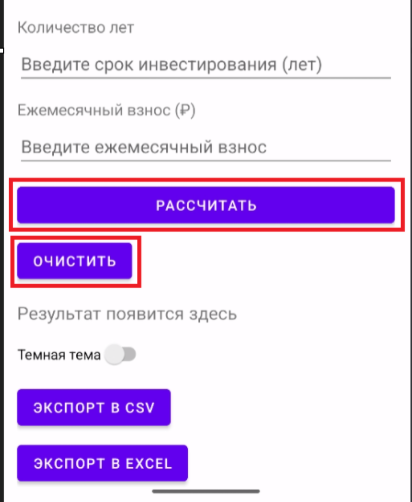 Количество лет
Введите срок инвестирования (лет)
Ежемесячный взнос (₽)
Введите ежемесячный взнос
РАССЧИТАТЬ
ОЧИСТИТЬ
Результат появится здесь
Темная тема
ЭКСПОРТ В CSV
ЭКСПОРТ В EXCEL